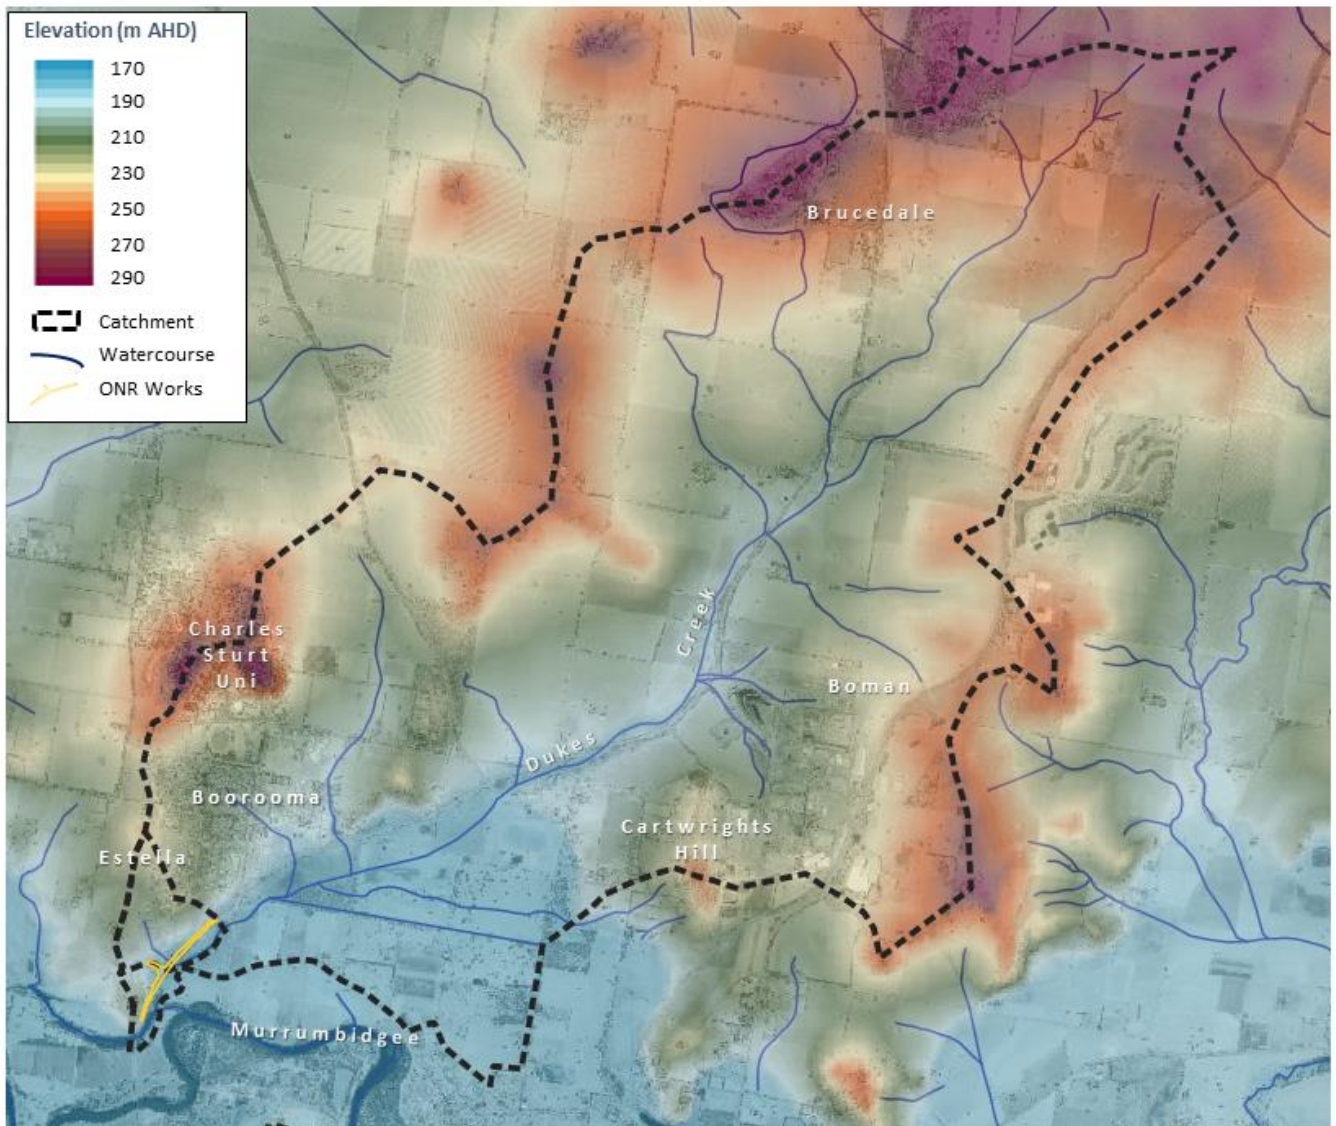 Elevation (m AHD)
170
190
210
230
250
270
290
Catchment
Watercourse
ONR Works
Brucedale
Charles
Sturt
Uni
Creek
Boman
Dukes
Boorooma
Cartwrights
Hill
Estella
Murrumbidgee